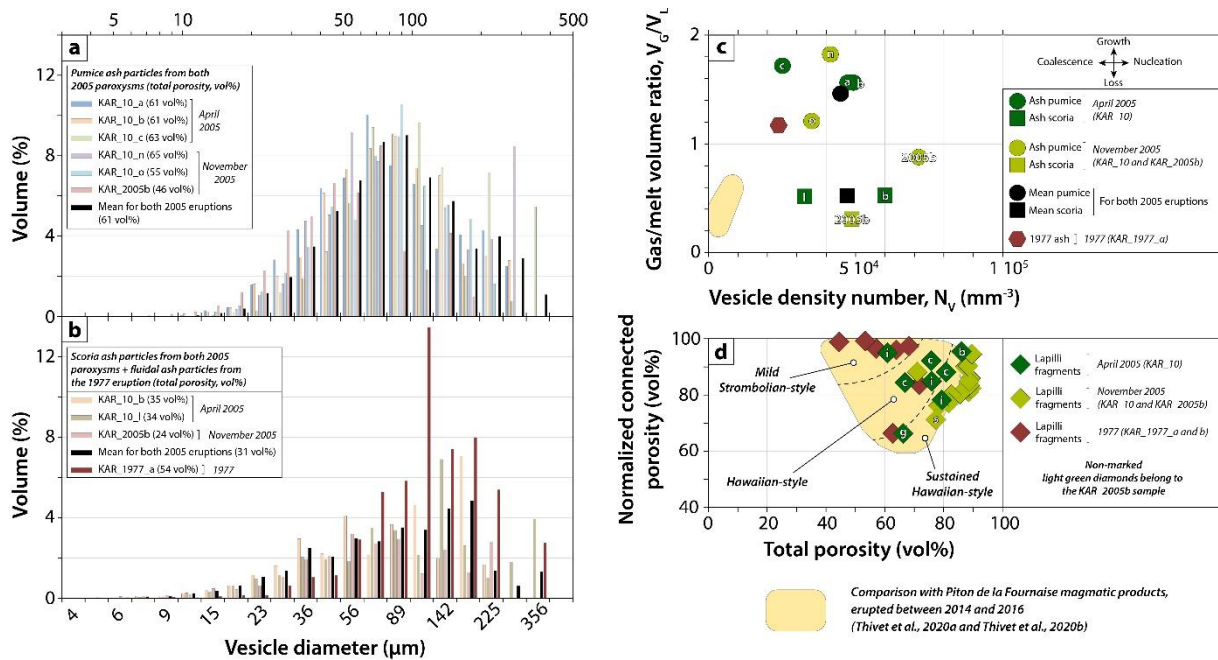 5 10 50 100 500
a
Volume (%)
12
8
4
0
Pumice ash particles from both
2005 paroxysms (total porosity, vol%)
KAR_10_a (61 vol%)
KAR_10_b (61 vol%)
KAR_10_c (63 vol%)
April
2005
KAR_10_n (65 vol%)
KAR_10_o (55 vol%)
KAR_2005b (46 vol%)
November
2005
Mean for both 2005 eruptions
(61 vol%)
b
Volume (%)
12
8
4
0
Scoria ash particles from both 2005
paroxysms + fluidal ash particles from
the 1977 eruption (total porosity, vol%)
KAR_10_b (35 vol%)
KAR_10_l (34 vol%)
April 2005
KAR_2005b (24 vol%) ] November 2005
Mean for both 2005 eruptions (31 vol%)
KAR_1977_a (54 vol%) ] 1977
4 6 9 15 23 36 56 89 142 225 356
Vesicle diameter (µm)
c
Gas/melt volume ratio, VG/VL
2
1
0
c
n
a
b
o
2005b
l
b
2005b
0 5 10⁴ 1 10⁵
Vesicle density number, NV (mm⁻³)
Growth
Coalescence Nucleation
Loss
Ash pumice
Ash scoria
April 2005
(KAR_10)
Ash pumice
Ash scoria
November 2005
(KAR_10 and KAR_2005b)
Mean pumice
Mean scoria
For both 2005 eruptions
1977 ash ] 1977 (KAR_1977_a)
d
Normalized connected
porosity (vol%)
100
80
60
40
Mild
Strombolian-style
Hawaiian-style
Sustained
Hawaiian-style
i
c
b
c
c
i
i
g
s
0 20 40 60 80 100
Total porosity (vol%)
Lapilli
fragments
April 2005 (KAR_10)
Lapilli
fragments
November 2005
(KAR_10 and KAR_2005b)
Lapilli
fragments
1977 (KAR_1977_a and b)
Non-marked
light green diamonds belong to
the KAR_2005b sample
Comparison with Piton de la Fournaise magmatic products,
erupted between 2014 and 2016
(Thivet et al., 2020a and Thivet et al., 2020b)